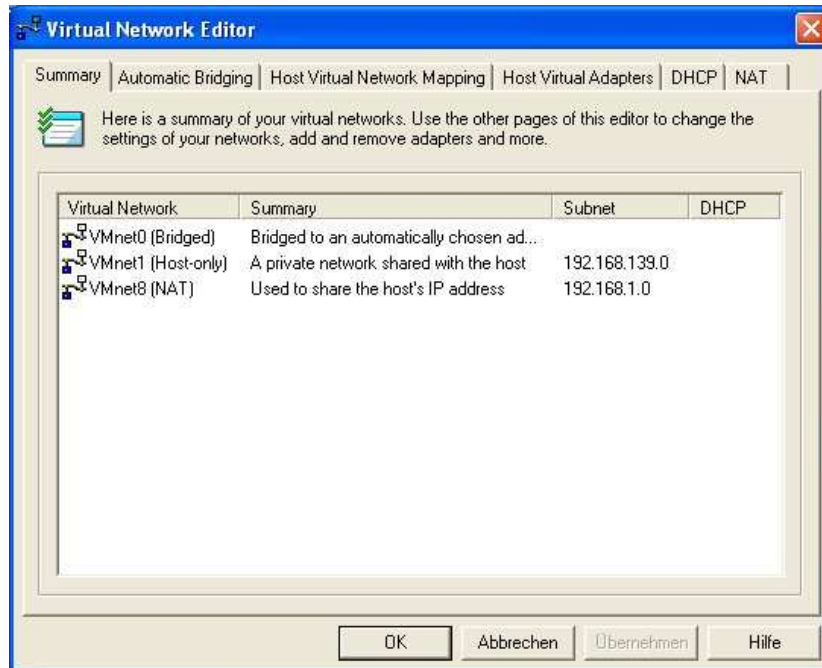 Virtual Network Editor
Summary
Automatic Bridging
Host Virtual Network Mapping
Host Virtual Adapters
DHCP
NAT
Here is a summary of your virtual networks. Use the other pages of this editor to change the
settings of your networks, add and remove adapters and more.
Virtual Network Summary Subnet DHCP
VMnet0 (Bridged) Bridged to an automatically chosen ad...
VMnet1 (Host-only) A private network shared with the host 192.168.139.0
VMnet8 (NAT) Used to share the host's IP address 192.168.1.0
OK
Abbrechen
Übernehmen
Hilfe